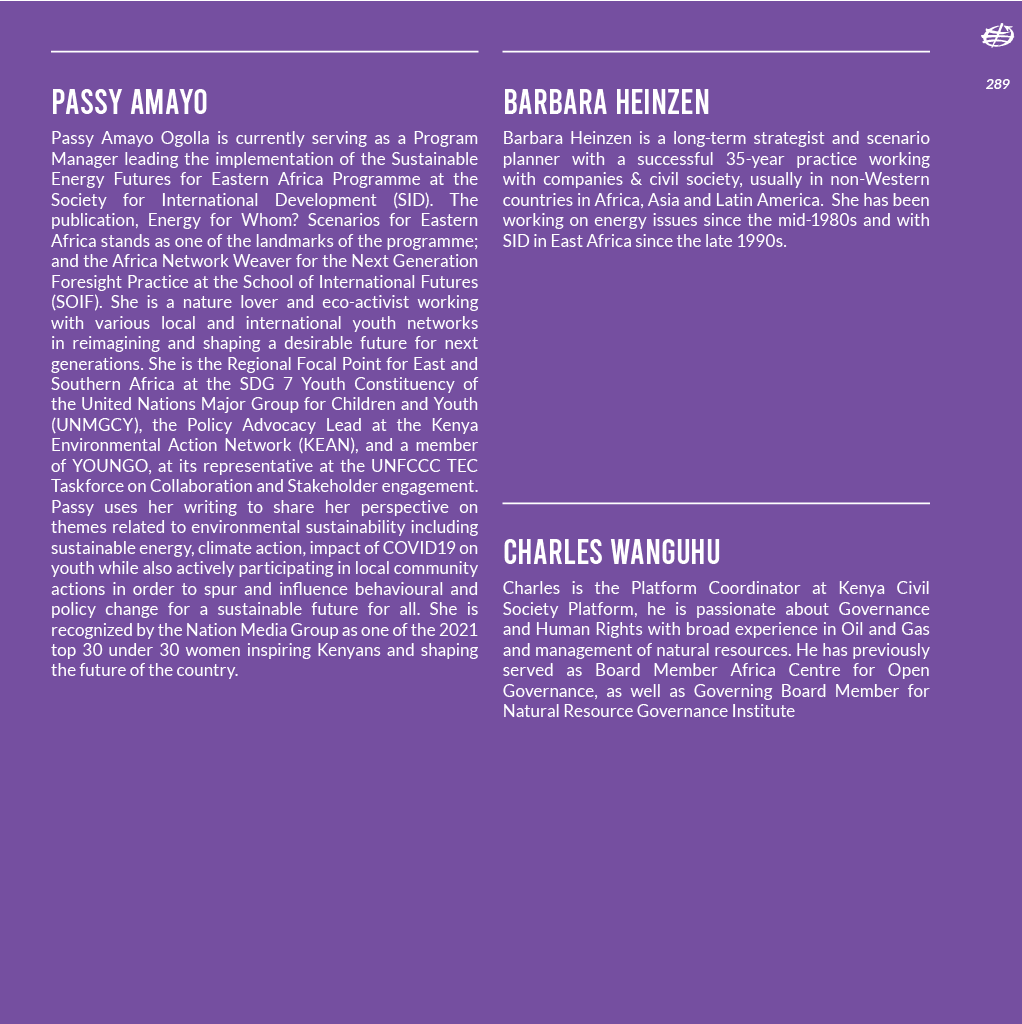 289
PASSY AMAYO
Passy Amayo Ogolla is currently serving as a Program
Manager leading the implementation of the Sustainable
Energy Futures for Eastern Africa Programme at the
Society for International Development (SID). The
publication, Energy for Whom? Scenarios for Eastern
Africa stands as one of the landmarks of the programme;
and the Africa Network Weaver for the Next Generation
Foresight Practice at the School of International Futures
(SOIF). She is a nature lover and eco-activist working
with various local and international youth networks
in reimagining and shaping a desirable future for next
generations. She is the Regional Focal Point for East and
Southern Africa at the SDG 7 Youth Constituency of
the United Nations Major Group for Children and Youth
(UNMGCY), the Policy Advocacy Lead at the Kenya
Environmental Action Network (KEAN), and a member
of YOUNGO, at its representative at the UNFCCC TEC
Taskforce on Collaboration and Stakeholder engagement.
Passy uses her writing to share her perspective on
themes related to environmental sustainability including
sustainable energy, climate action, impact of COVID19 on
youth while also actively participating in local community
actions in order to spur and influence behavioural and
policy change for a sustainable future for all. She is
recognized by the Nation Media Group as one of the 2021
top 30 under 30 women inspiring Kenyans and shaping
the future of the country.
BARBARA HEINZEN
Barbara Heinzen is a long-term strategist and scenario
planner with a successful 35-year practice working
with companies & civil society, usually in non-Western
countries in Africa, Asia and Latin America. She has been
working on energy issues since the mid-1980s and with
SID in East Africa since the late 1990s.
CHARLES WANGUHU
Charles is the Platform Coordinator at Kenya Civil
Society Platform, he is passionate about Governance
and Human Rights with broad experience in Oil and Gas
and management of natural resources. He has previously
served as Board Member Africa Centre for Open
Governance, as well as Governing Board Member for
Natural Resource Governance Institute